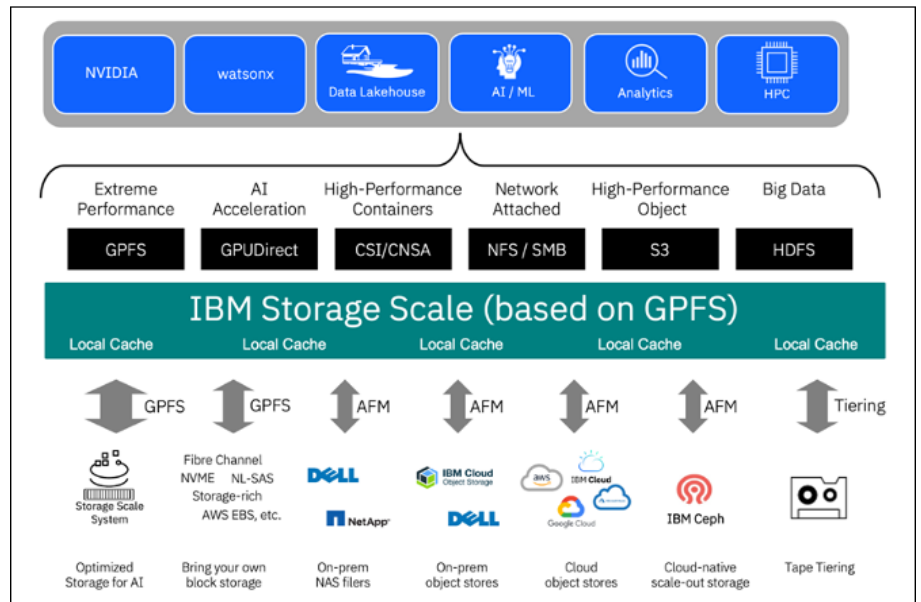 NVIDIA
watsonx
Data Lakehouse
AI / ML
Analytics
HPC
Extreme
Performance
AI
Acceleration
High-Performance
Containers
Network
Attached
High-Performance
Object
Big Data
GPFS
GPUDirect
CSI/CNSA
NFS / SMB
S3
HDFS
IBM Storage Scale (based on GPFS)
Local Cache
Local Cache
Local Cache
Local Cache
Local Cache
GPFS
GPFS
AFM
AFM
AFM
AFM
Tiering
Storage Scale
System
Fibre Channel
NVME NL-SAS
Storage-rich
AWS EBS, etc.
DELL
NetApp
IBM Cloud
Object Storage
DELL
aws
IBM Cloud
Google Cloud
IBM Ceph
Optimized
Storage for AI
Bring your own
block storage
On-prem
NAS filers
On-prem
object stores
Cloud
object stores
Cloud-native
scale-out storage
Tape Tiering